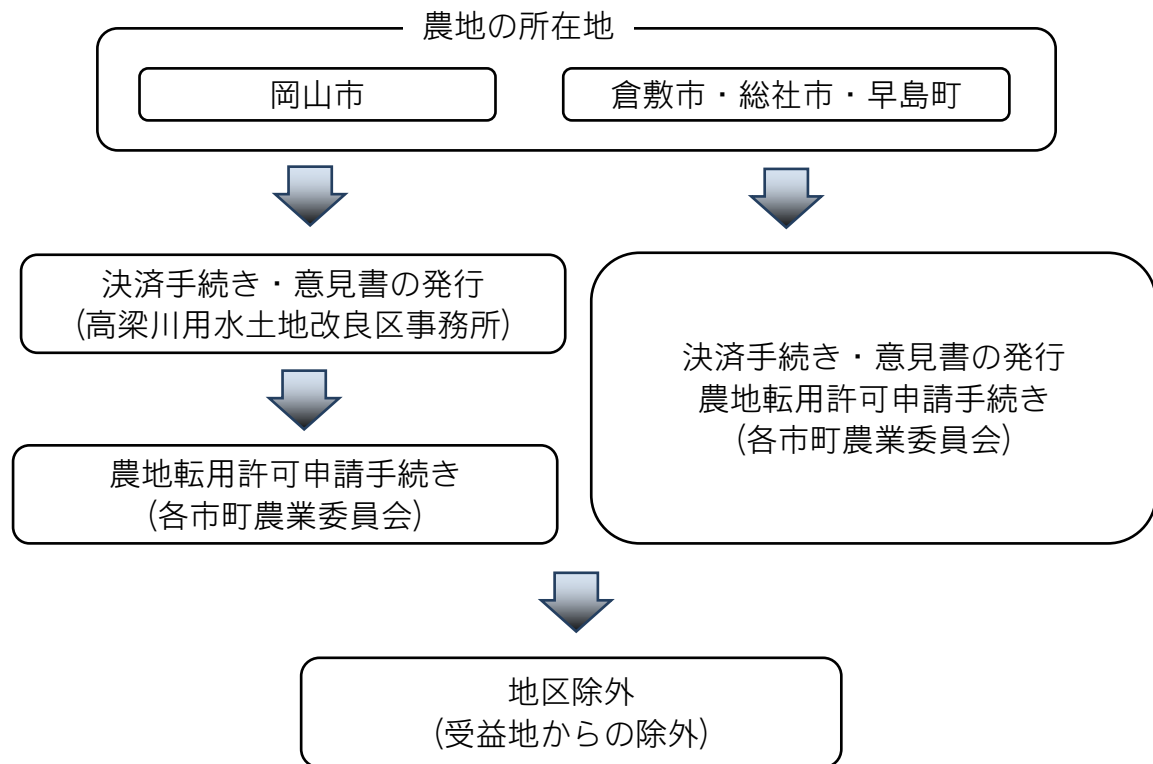 農地の所在地
岡山市
倉敷市・総社市・早島町
決済手続き・意見書の発行
(高梁川用水土地改良区事務所)
農地転用許可申請手続き
(各市町農業委員会)
決済手続き・意見書の発行
農地転用許可申請手続き
(各市町農業委員会)
地区除外
(受益地からの除外)